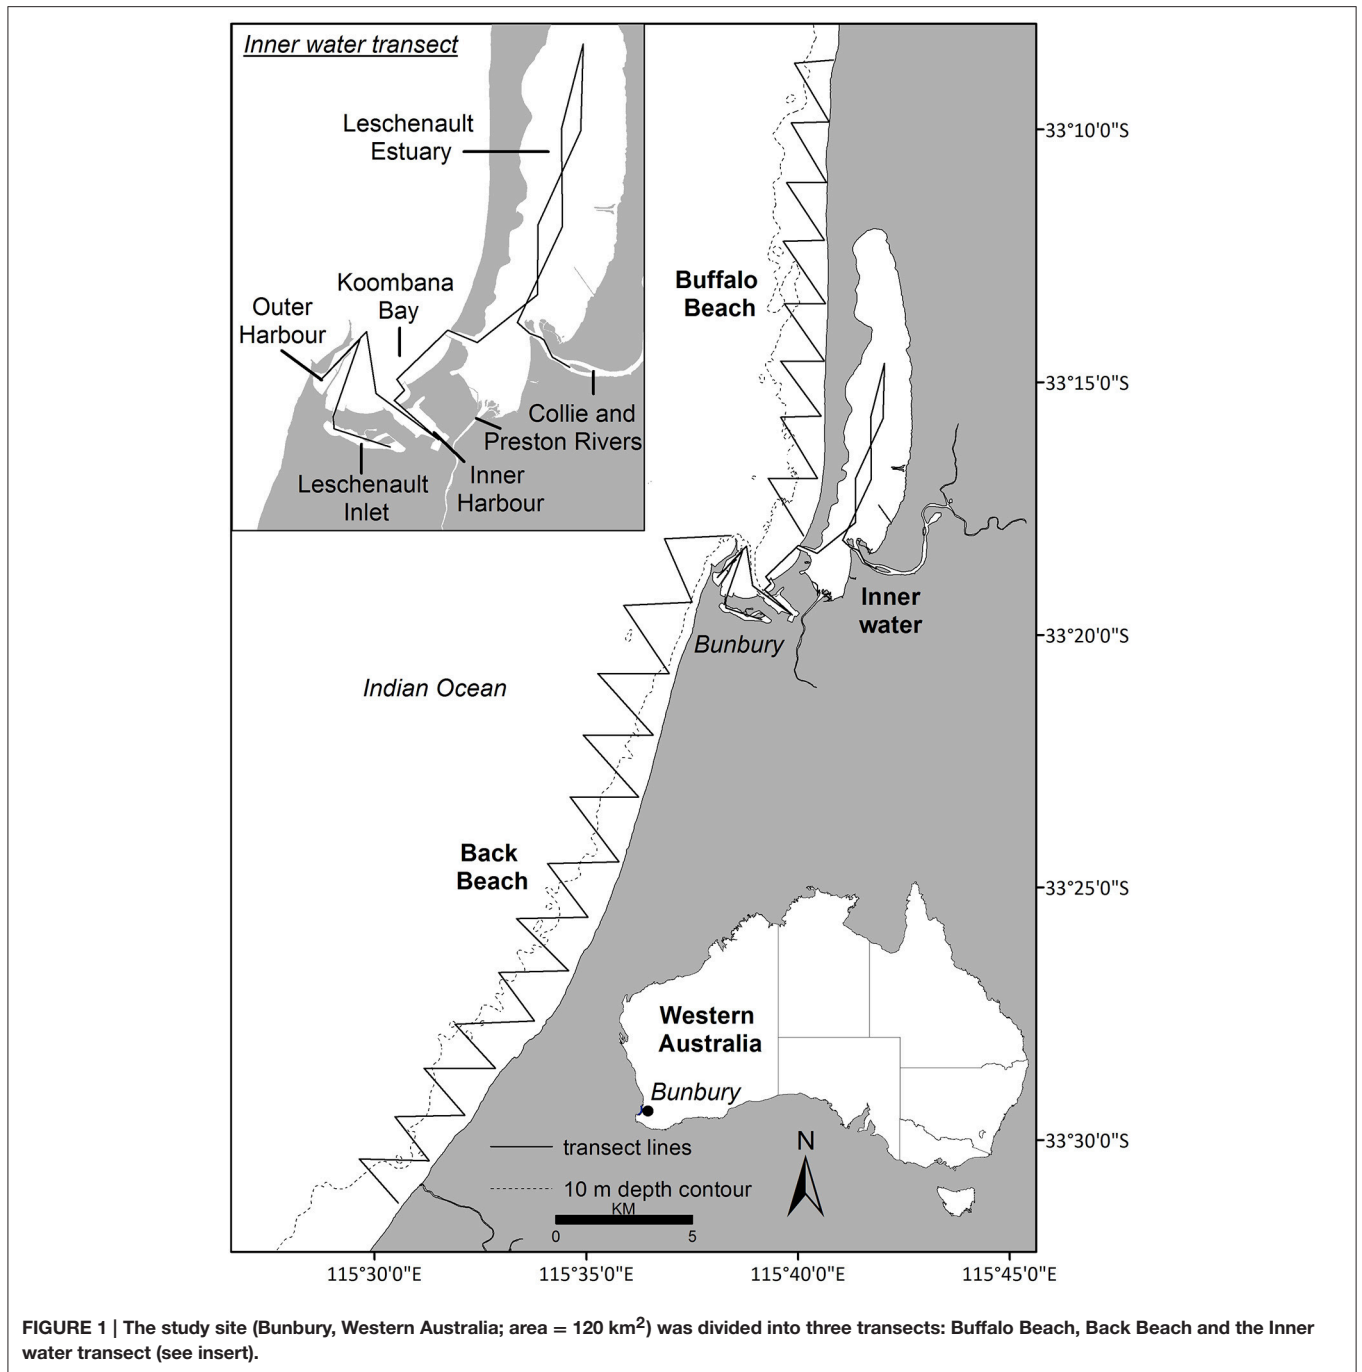 Inner water transect
Leschenault
Estuary
Koombana
Bay
Outer
Harbour
Collie and
Preston Rivers
Inner
Harbour
Leschenault
Inlet
Buffalo
Beach
Inner
water
Bunbury
Indian Ocean
Back
Beach
33°10'0"S
33°15'0"S
33°20'0"S
33°25'0"S
33°30'0"S
Western
Australia
Bunbury
transect lines
10 m depth contour
KM
0 5
N
115°30'0"E 115°35'0"E 115°40'0"E 115°45'0"E
FIGURE 1 | The study site (Bunbury, Western Australia; area = 120 km²) was divided into three transects: Buffalo Beach, Back Beach and the Inner
water transect (see insert).